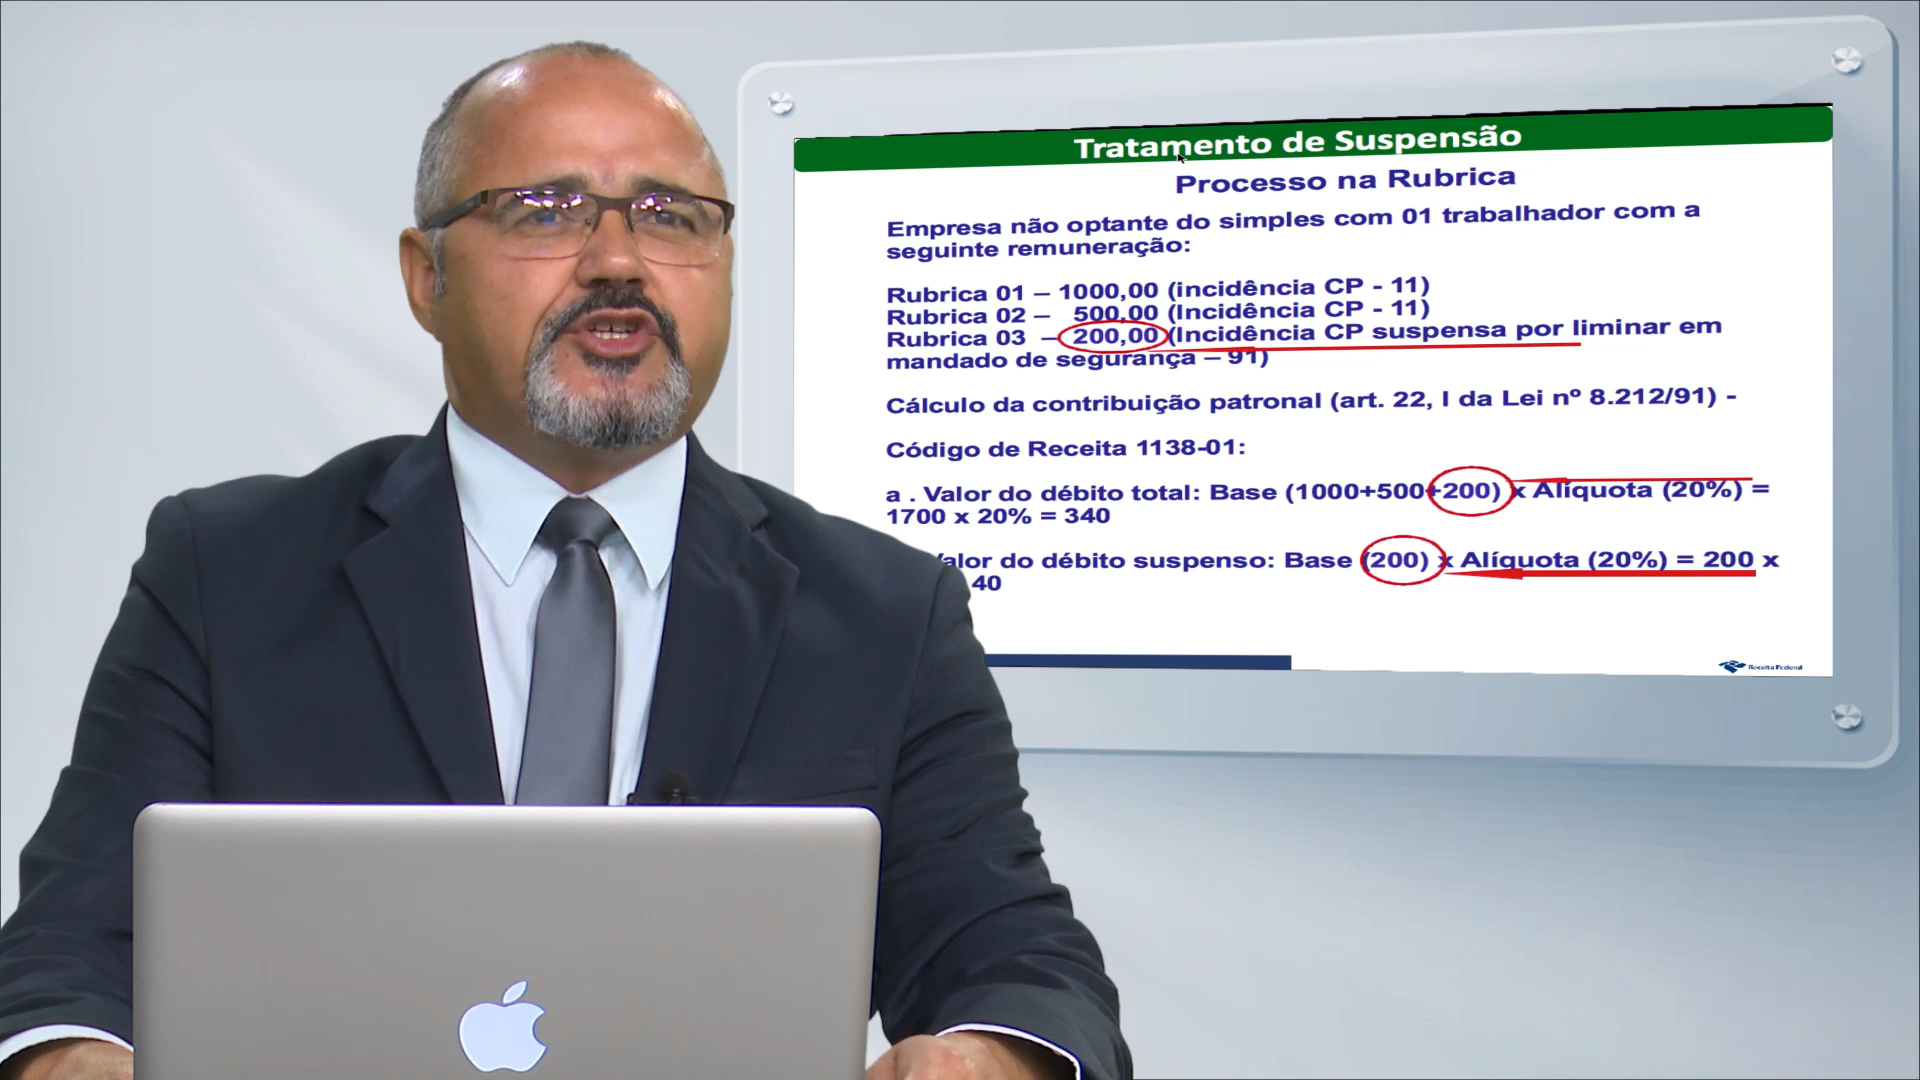 Tratamento de Suspensão
Processo na Rubrica
Empresa não optante do simples com 01 trabalhador com a
seguinte remuneração:
Rubrica 01 – 1000,00 (incidência CP - 11)
Rubrica 02 – 500,00 (Incidência CP - 11)
Rubrica 03 – 200,00 (Incidência CP suspensa por liminar em
mandado de segurança – 91)
Cálculo da contribuição patronal (art. 22, I da Lei nº 8.212/91) -
Código de Receita 1138-01:
a . Valor do débito total: Base (1000+500+200) x Alíquota (20%) =
1700 x 20% = 340
alor do débito suspenso: Base (200) x Alíquota (20%) = 200 x
40
Receita Federal